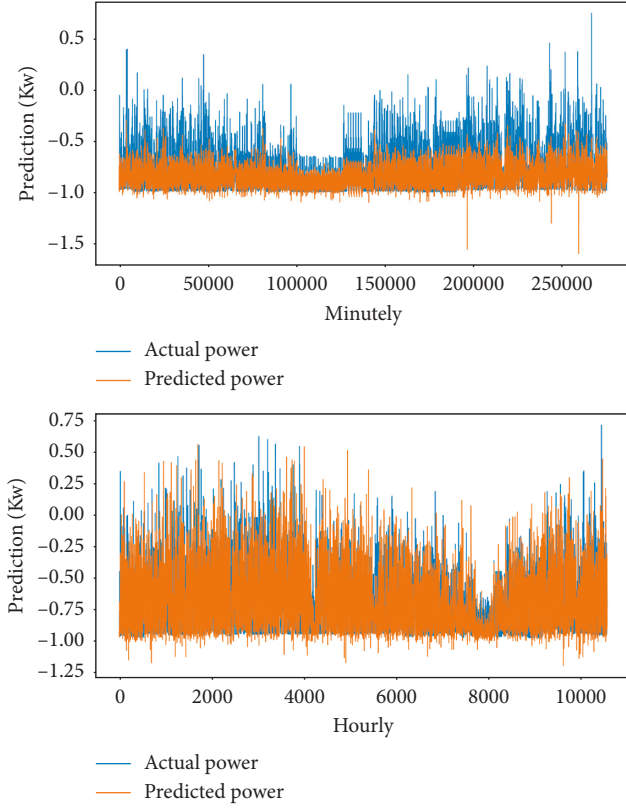 0.5
0.0
−0.5
−1.0
−1.5
Prediction (Kw)
0 50000 100000 150000 200000 250000
Minutely
Actual power
Predicted power
0.75
0.50
0.25
0.00
−0.25
−0.50
−0.75
−1.00
−1.25
Prediction (Kw)
0 2000 4000 6000 8000 10000
Hourly
Actual power
Predicted power